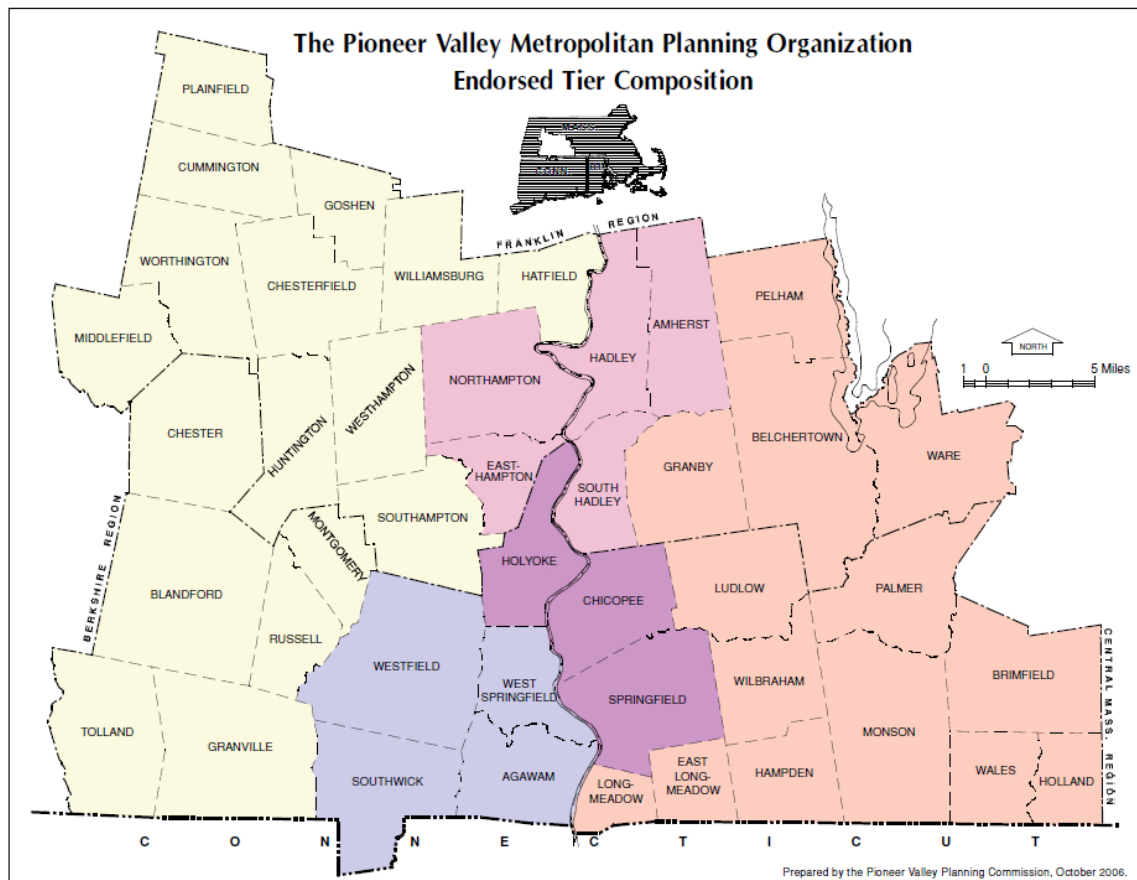 The Pioneer Valley Metropolitan Planning Organization
Endorsed Tier Composition
PLAINFIELD
MASS.
CUMMINGTON
CONN.
R.I.
GOSHEN
FRANKLIN REGION
WORTHINGTON
CHESTERFIELD
WILLIAMSBURG
HATFIELD
PELHAM
MIDDLEFIELD
AMHERST
HADLEY
NORTH
1 0 5 Miles
NORTHAMPTON
WESTHAMPTON
CHESTER
HUNTINGTON
BELCHERTOWN
WARE
EAST-
HAMPTON
GRANBY
SOUTH
HADLEY
SOUTHAMPTON
MONTGOMERY
BERKSHIRE REGION
HOLYOKE
BLANDFORD
CHICOPEE
LUDLOW
PALMER
RUSSELL
WESTFIELD
WEST
SPRINGFIELD
SPRINGFIELD
WILBRAHAM
BRIMFIELD
CENTRAL MASS. REGION
TOLLAND
GRANVILLE
MONSON
SOUTHWICK
AGAWAM
LONG-
MEADOW
EAST
LONG-
MEADOW
HAMPDEN
WALES
HOLLAND
C O N N E C T I C U T
Prepared by the Pioneer Valley Planning Commission, October 2006.